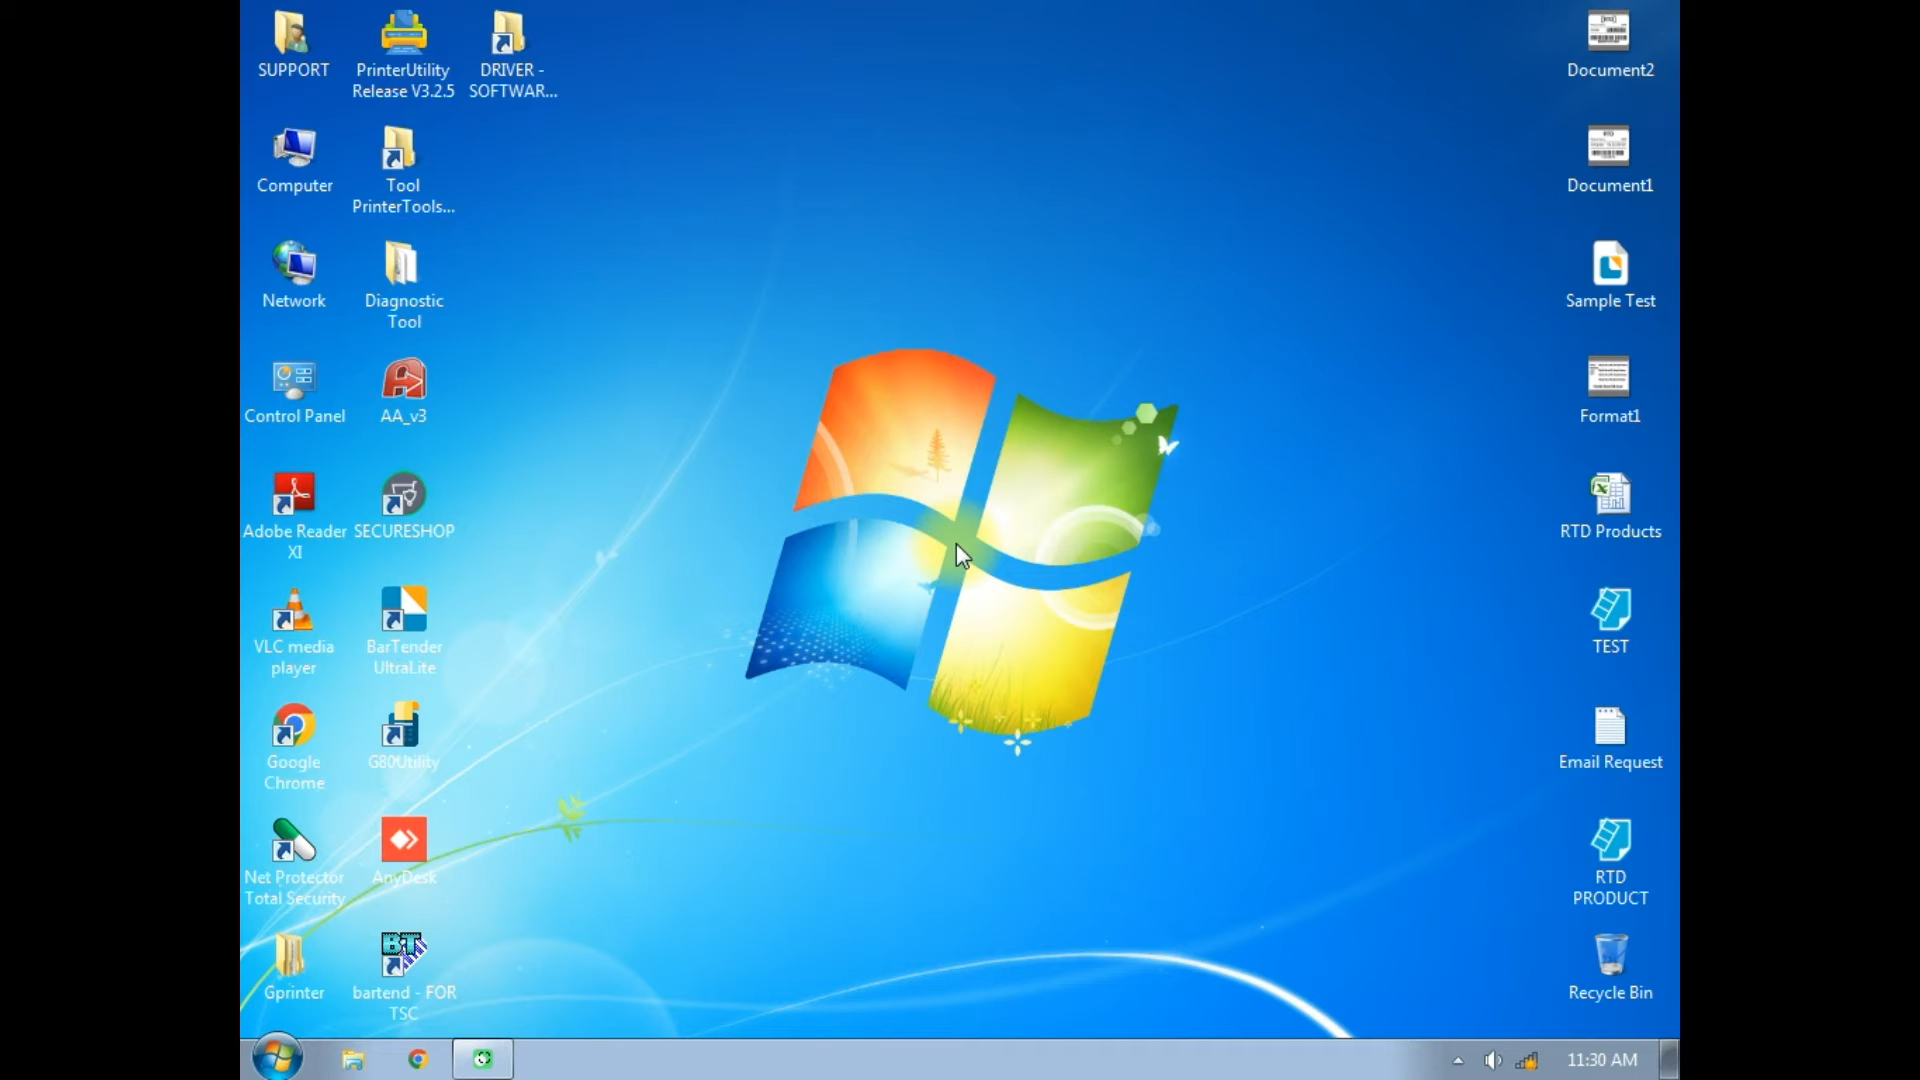 SUPPORT
PrinterUtility
Release V3.2.5
DRIVER -
SOFTWAR...
Computer
Tool
PrinterTools...
Network
Diagnostic
Tool
Control Panel
AA_v3
Adobe Reader
XI
SECURESHOP
VLC media
player
BarTender
UltraLite
Google
Chrome
G80Utility
Net Protector
Total Security
AnyDesk
Gprinter
BT
bartend - FOR
TSC
Document2
Document1
Sample Test
Format1
RTD Products
TEST
Email Request
RTD
PRODUCT
Recycle Bin
11:30 AM